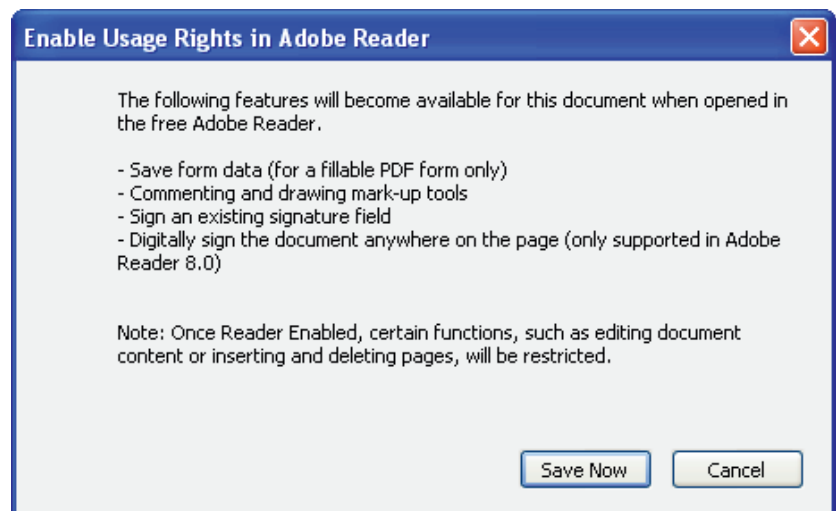 Enable Usage Rights in Adobe Reader
The following features will become available for this document when opened in
the free Adobe Reader.
- Save form data (for a fillable PDF form only)
- Commenting and drawing mark-up tools
- Sign an existing signature field
- Digitally sign the document anywhere on the page (only supported in Adobe
Reader 8.0)
Note: Once Reader Enabled, certain functions, such as editing document
content or inserting and deleting pages, will be restricted.
Save Now Cancel